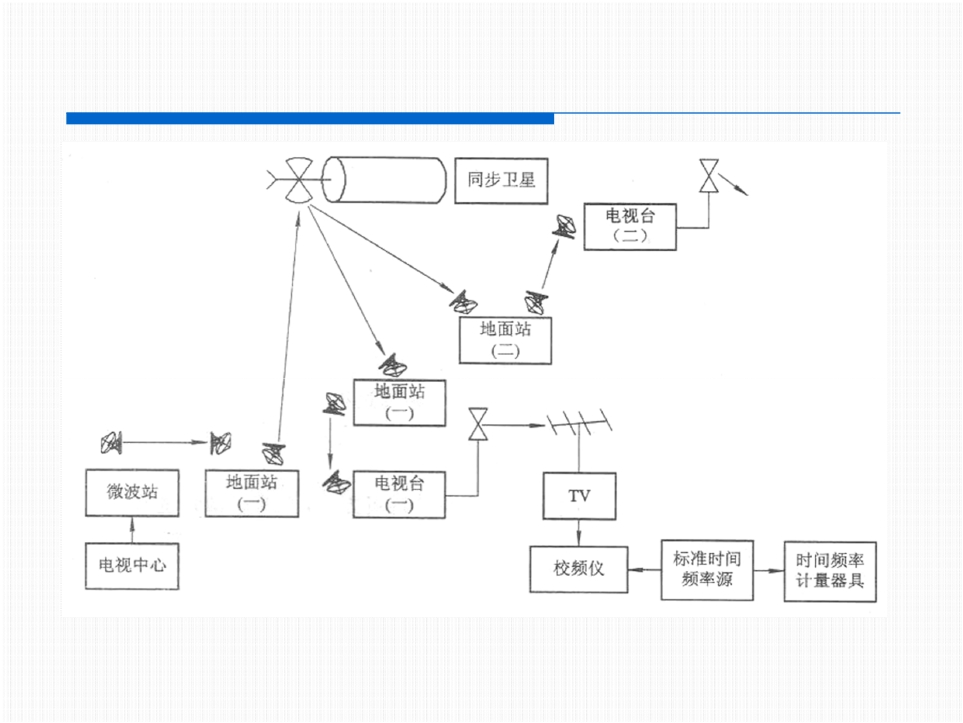 同步卫星
电视台
(二)
地面站
(二)
地面站
(一)
微波站
地面站
(一)
电视台
(一)
TV
电视中心
校频仪
标准时间
频率源
时间频率
计量器具